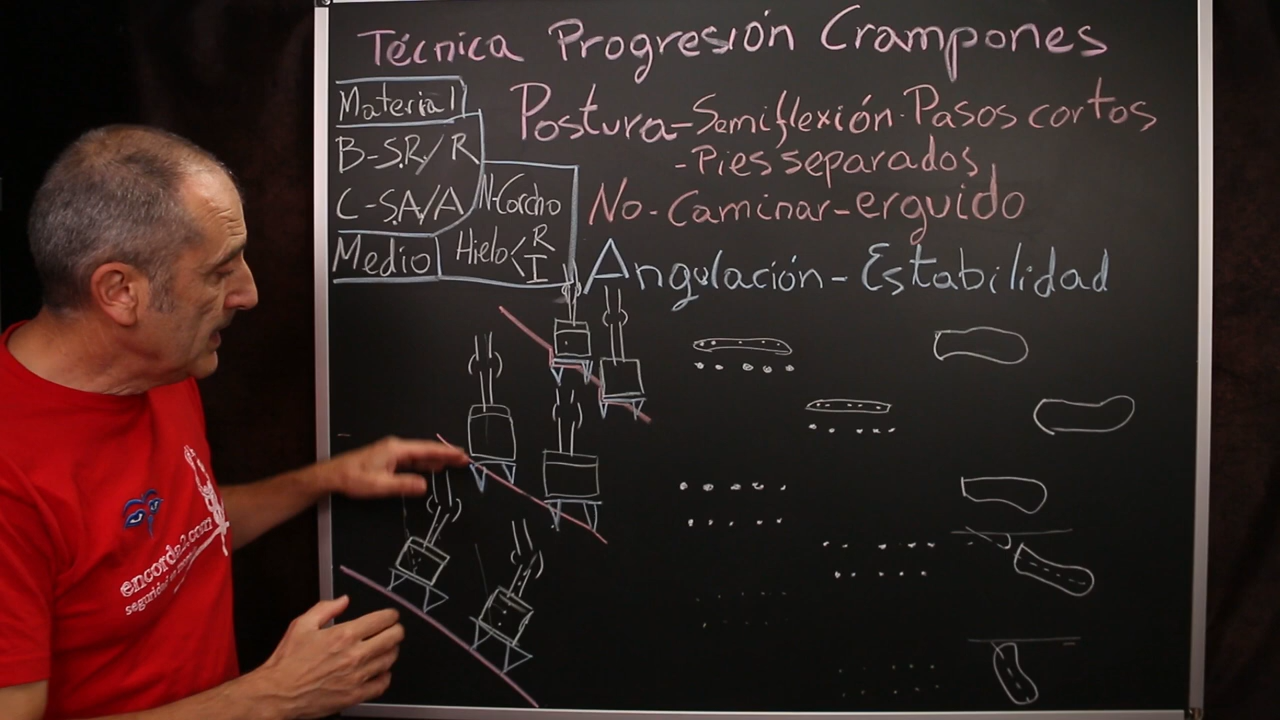 Técnica Progresión Crampones
Material
B-S.R/R
C-S.A/A
N-Corcho
Medio
Hielo< R
I
Postura-Semiflexión·Pasos cortos
-Pies separados
No-Caminar-erguido
Angulación-Estabilidad
encorda2.com